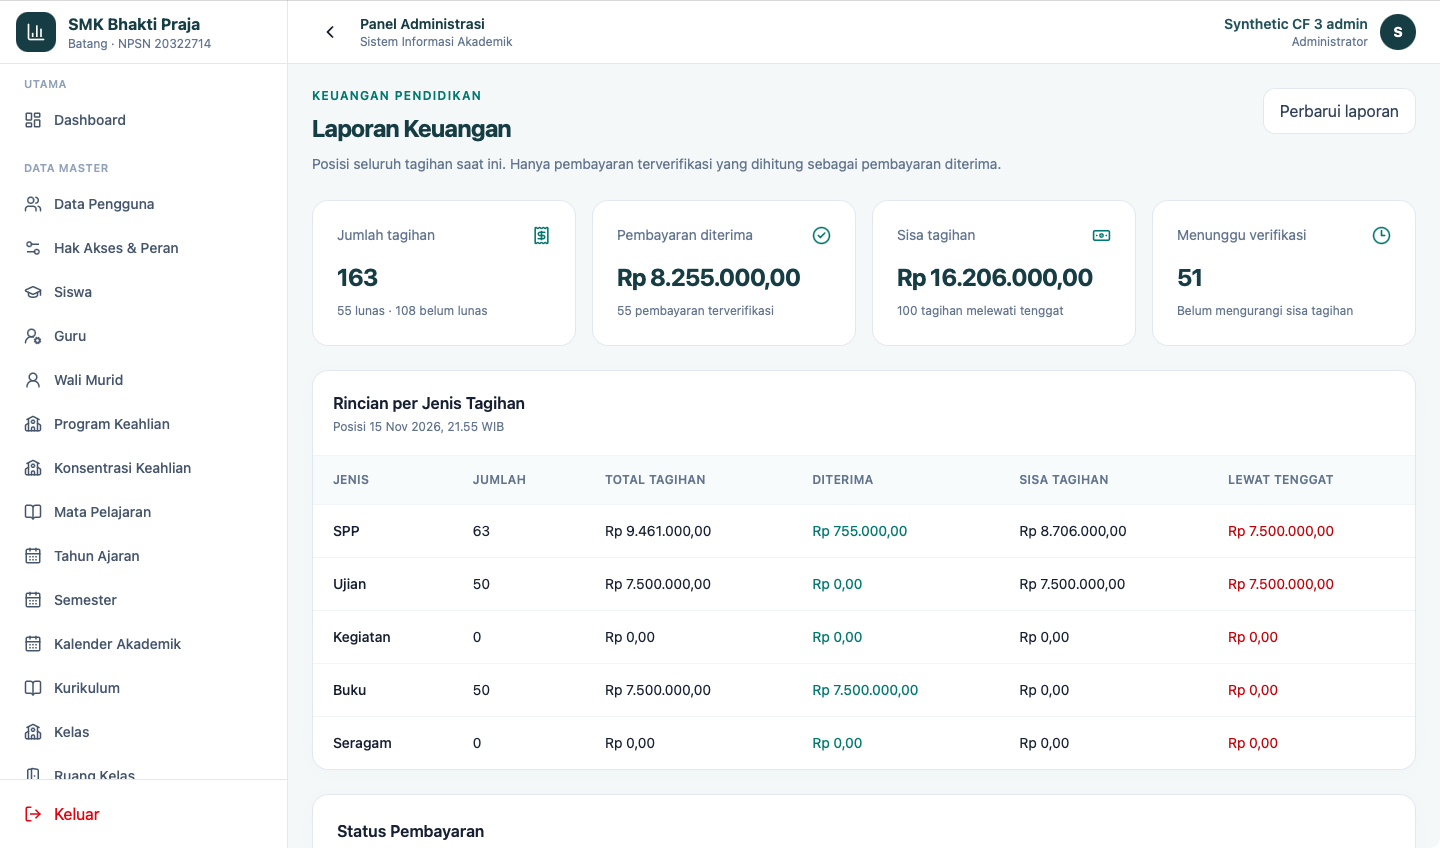 SMK Bhakti Praja
Batang · NPSN 20322714
UTAMA
Dashboard
DATA MASTER
Data Pengguna
Hak Akses & Peran
Siswa
Guru
Wali Murid
Program Keahlian
Konsentrasi Keahlian
Mata Pelajaran
Tahun Ajaran
Semester
Kalender Akademik
Kurikulum
Kelas
Ruang Kelas
Keluar
Panel Administrasi
Sistem Informasi Akademik
Synthetic CF 3 admin
Administrator
S
KEUANGAN PENDIDIKAN
Laporan Keuangan
Posisi seluruh tagihan saat ini. Hanya pembayaran terverifikasi yang dihitung sebagai pembayaran diterima.
Perbarui laporan
Jumlah tagihan
163
55 lunas · 108 belum lunas
Pembayaran diterima
Rp 8.255.000,00
55 pembayaran terverifikasi
Sisa tagihan
Rp 16.206.000,00
100 tagihan melewati tenggat
Menunggu verifikasi
51
Belum mengurangi sisa tagihan
Rincian per Jenis Tagihan
Posisi 15 Nov 2026, 21.55 WIB
JENIS JUMLAH TOTAL TAGIHAN DITERIMA SISA TAGIHAN LEWAT TENGGAT
SPP 63 Rp 9.461.000,00 Rp 755.000,00 Rp 8.706.000,00 Rp 7.500.000,00
Ujian 50 Rp 7.500.000,00 Rp 0,00 Rp 7.500.000,00 Rp 7.500.000,00
Kegiatan 0 Rp 0,00 Rp 0,00 Rp 0,00 Rp 0,00
Buku 50 Rp 7.500.000,00 Rp 7.500.000,00 Rp 0,00 Rp 0,00
Seragam 0 Rp 0,00 Rp 0,00 Rp 0,00 Rp 0,00
Status Pembayaran